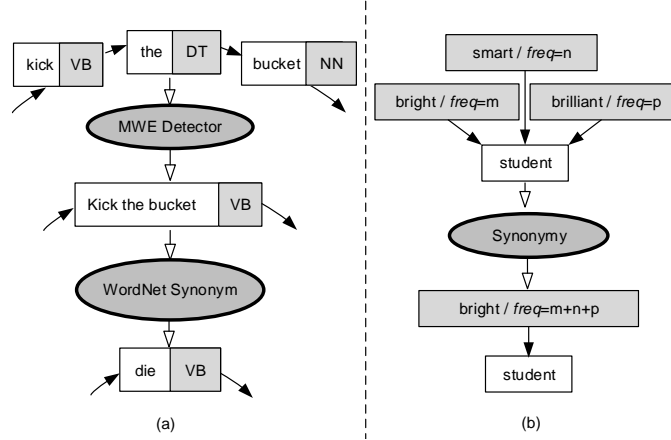 kick VB
the DT
bucket NN
MWE Detector
Kick the bucket VB
WordNet Synonym
die VB
(a)
smart / freq=n
bright / freq=m
brilliant / freq=p
student
Synonymy
bright / freq=m+n+p
student
(b)